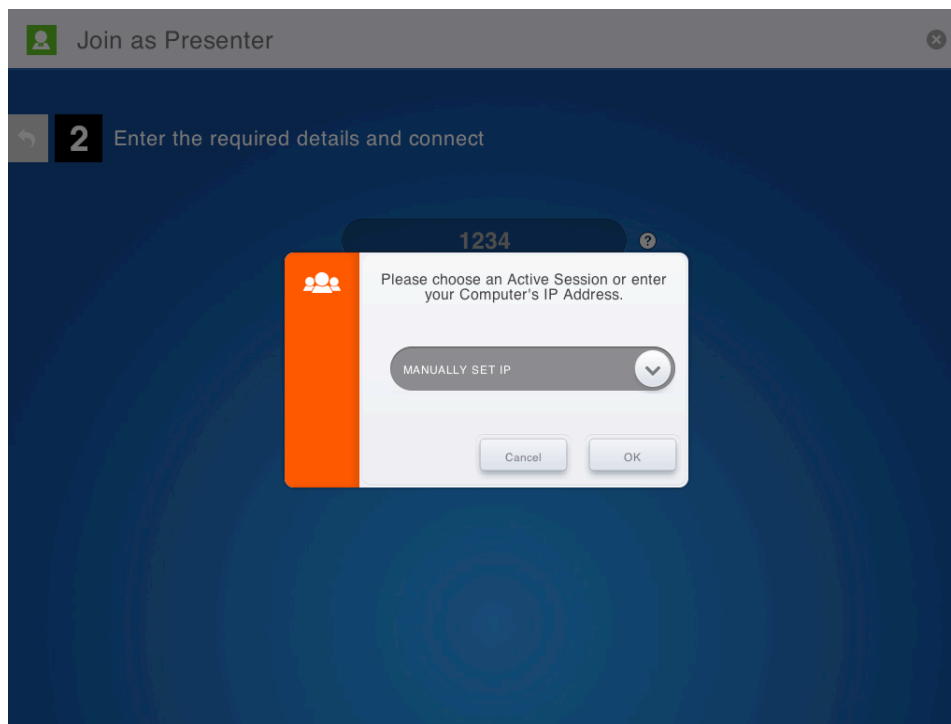 Join as Presenter
2
Enter the required details and connect
1234
?
Please choose an Active Session or enter
your Computer's IP Address.
MANUALLY SET IP
Cancel
OK